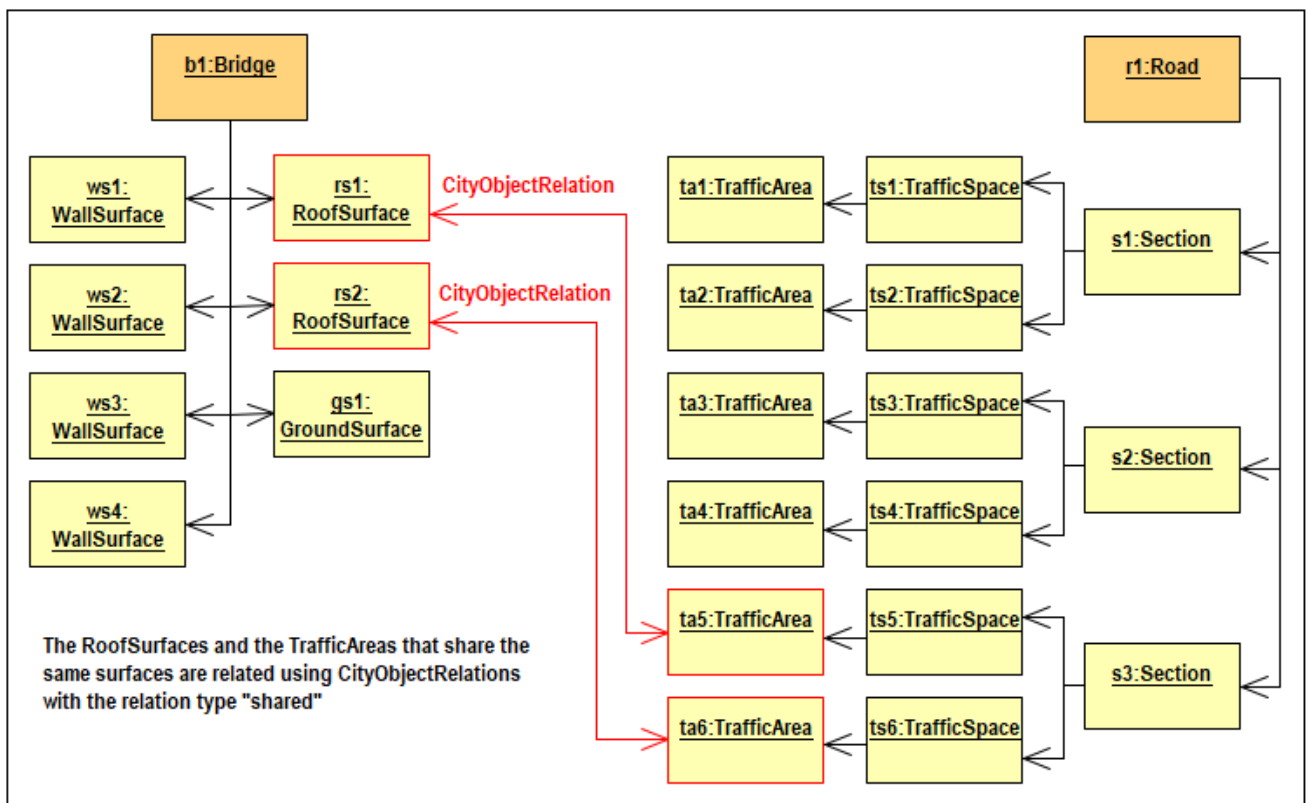 b1:Bridge
r1:Road
ws1:
WallSurface
rs1:
RoofSurface
CityObjectRelation
ta1:TrafficArea
ts1:TrafficSpace
s1:Section
ws2:
WallSurface
rs2:
RoofSurface
CityObjectRelation
ta2:TrafficArea
ts2:TrafficSpace
ws3:
WallSurface
gs1:
GroundSurface
ta3:TrafficArea
ts3:TrafficSpace
s2:Section
ws4:
WallSurface
ta4:TrafficArea
ts4:TrafficSpace
The RoofSurfaces and the TrafficAreas that share the
same surfaces are related using CityObjectRelations
with the relation type "shared"
ta5:TrafficArea
ts5:TrafficSpace
s3:Section
ta6:TrafficArea
ts6:TrafficSpace